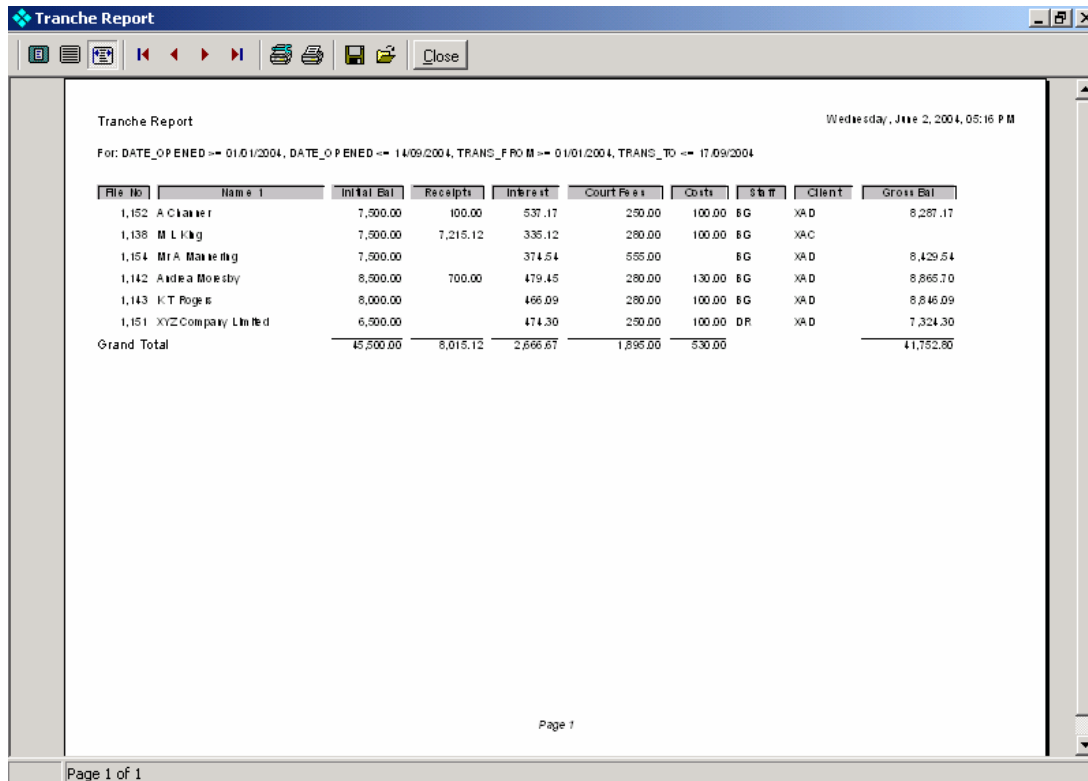 Tranche Report
Close
Tranche Report
Wednesday, June 2, 2004, 05:16 PM
For: DATE_OPENED >= 01/01/2004, DATE_OPENED <= 14/09/2004, TRANS_FROM >= 01/01/2004, TRANS_TO <= 17/09/2004
File No Name 1 Initial Bal Receipts Interest Court Fees Costs Staff Client Gross Bal
1,152 A Channer 7,500.00 100.00 537.17 250.00 100.00 BG XAD 8,287.17
1,138 M L King 7,500.00 7,215.12 335.12 280.00 100.00 BG XAC
1,154 Mr A Mannering 7,500.00 374.54 555.00 BG XAD 8,429.54
1,142 Andrea Moresby 8,500.00 700.00 479.45 280.00 130.00 BG XAD 8,865.70
1,143 K T Rogers 8,000.00 466.09 280.00 100.00 BG XAD 8,846.09
1,151 XYZ Company Limited 6,500.00 474.30 250.00 100.00 DR XAD 7,324.30
Grand Total 45,500.00 8,015.12 2,666.67 1,895.00 530.00 41,752.80
Page 1
Page 1 of 1